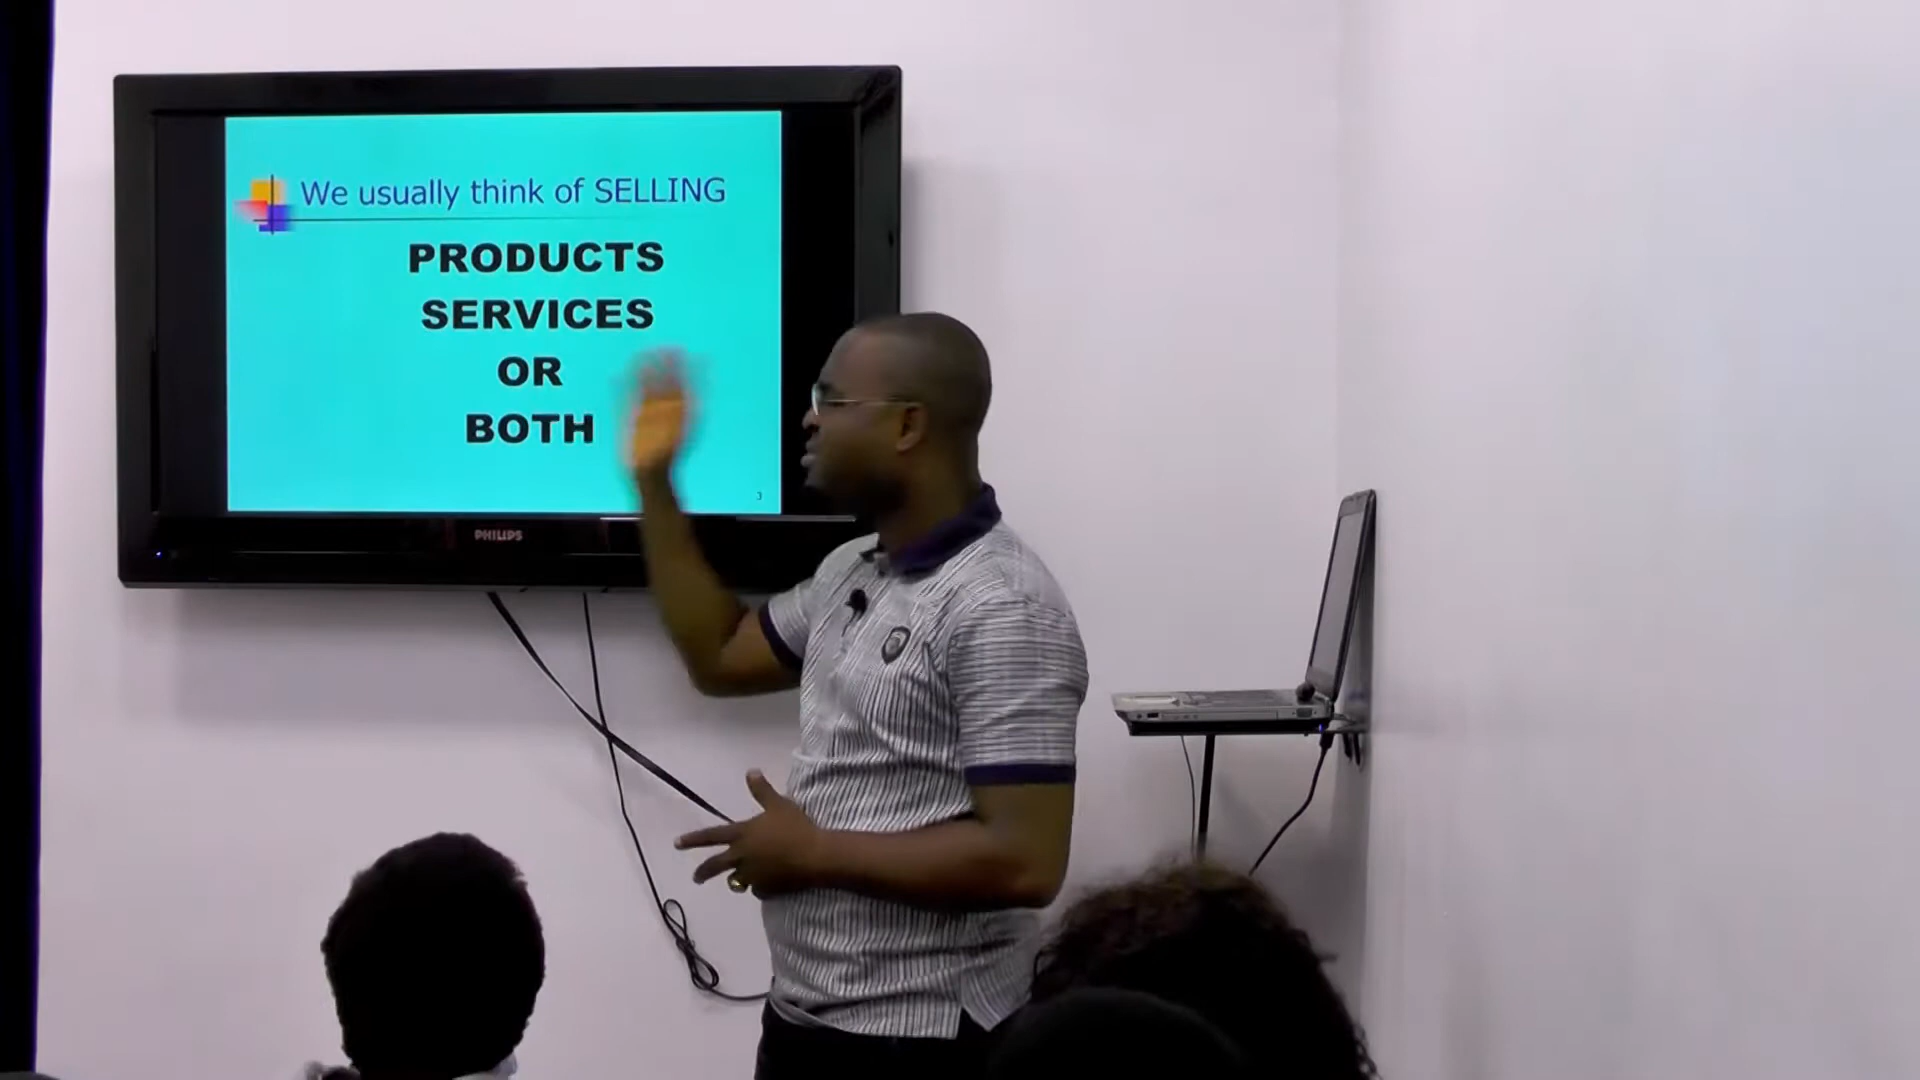 We usually think of SELLING
PRODUCTS
SERVICES
OR
BOTH
3
PHILIPS